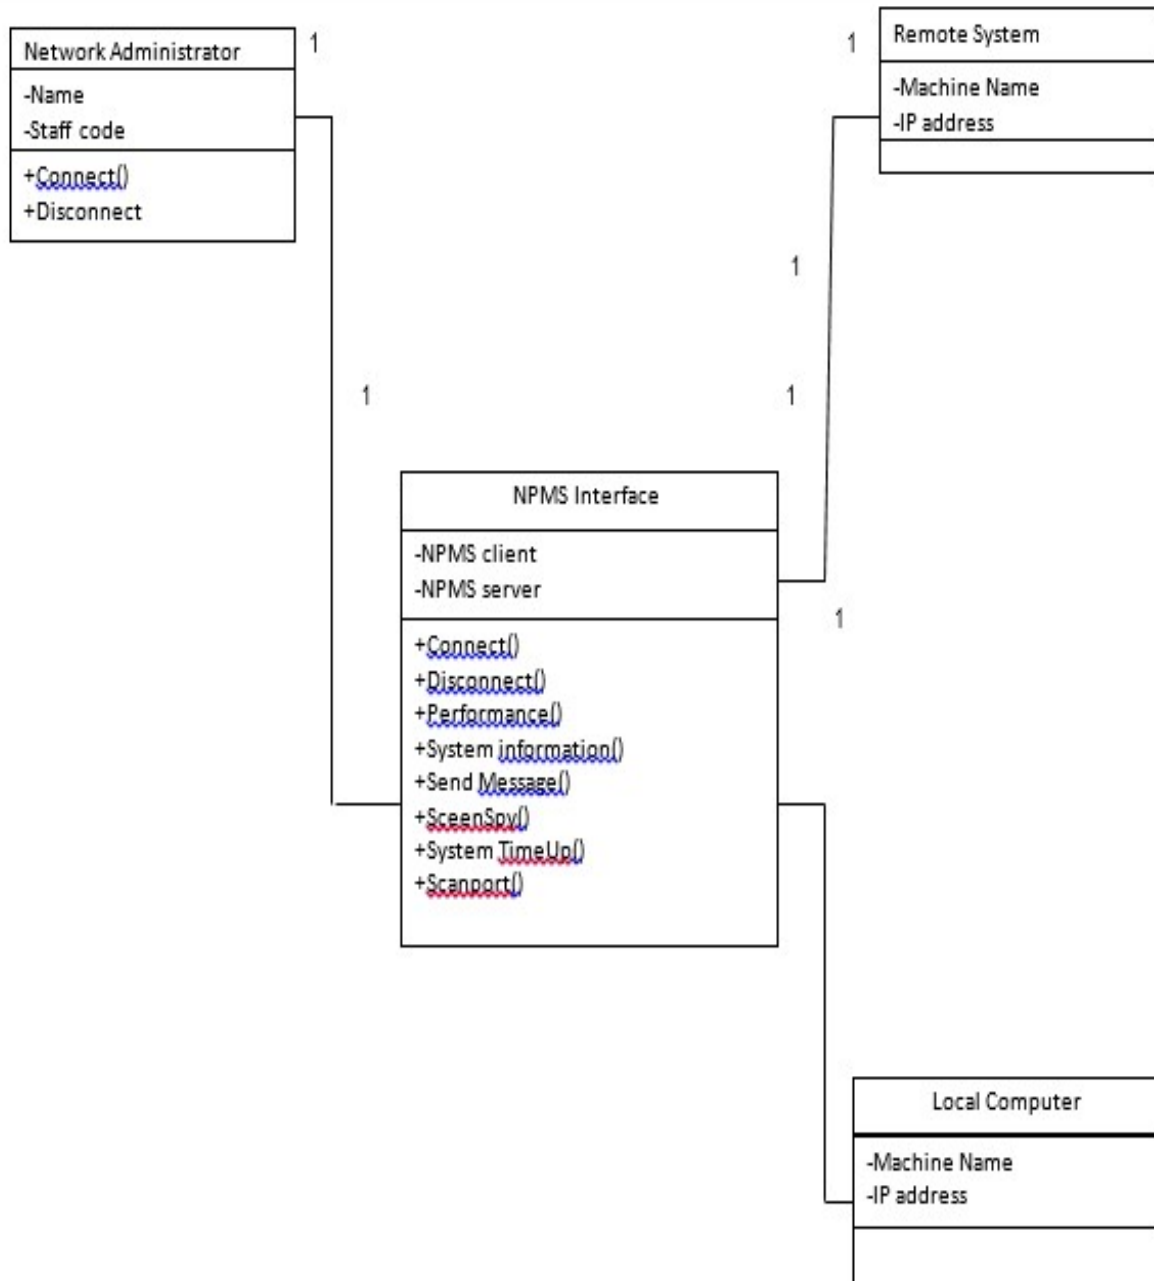 Network Administrator
-Name
-Staff code
+Connect()
+Disconnect
1
1
1
Remote System
-Machine Name
-IP address
1
1
1
NPMS Interface
-NPMS client
-NPMS server
+Connect()
+Disconnect()
+Performance()
+System information()
+Send Message()
+SceenSpy()
+System TimeUp()
+Scanport()
1
Local Computer
-Machine Name
-IP address